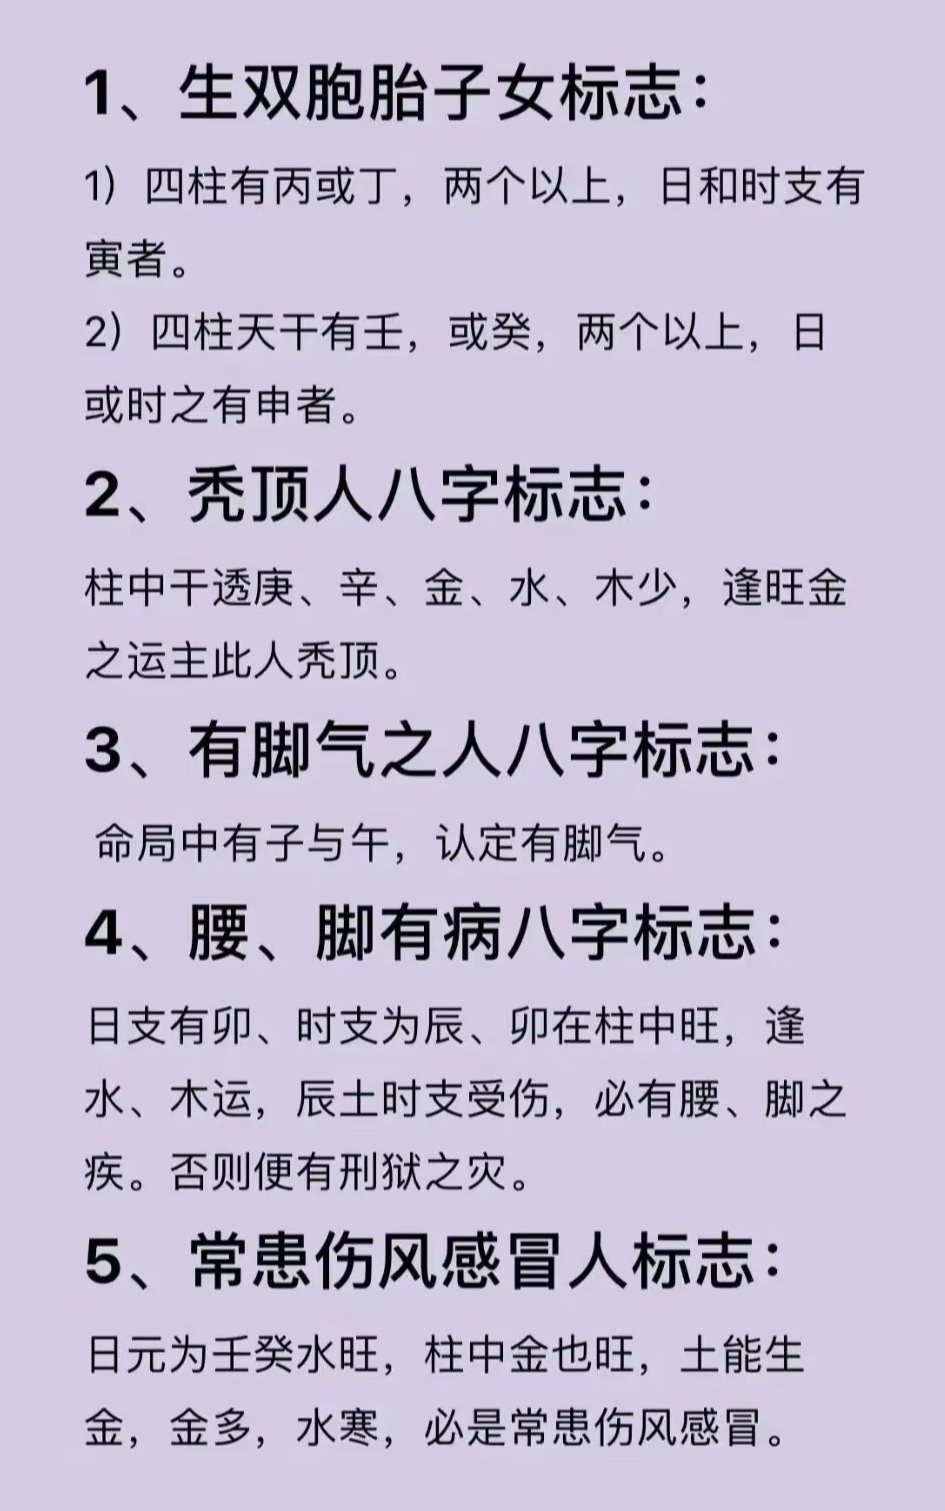 1、生双胞胎子女标志：
1）四柱有丙或丁，两个以上，日和时支有
寅者。
2）四柱天干有壬，或癸，两个以上，日
或时之有申者。
2、秃顶人八字标志：
柱中干透庚、辛、金、水、木少，逢旺金
之运主此人秃顶。
3、有脚气之人八字标志：
命局中有子与午，认定有脚气。
4、腰、脚有病八字标志：
日支有卯、时支为辰、卯在柱中旺，逢
水、木运，辰土时支受伤，必有腰、脚之
疾。否则便有刑狱之灾。
5、常患伤风感冒人标志：
日元为壬癸水旺，柱中金也旺，土能生
金，金多，水寒，必是常患伤风感冒。